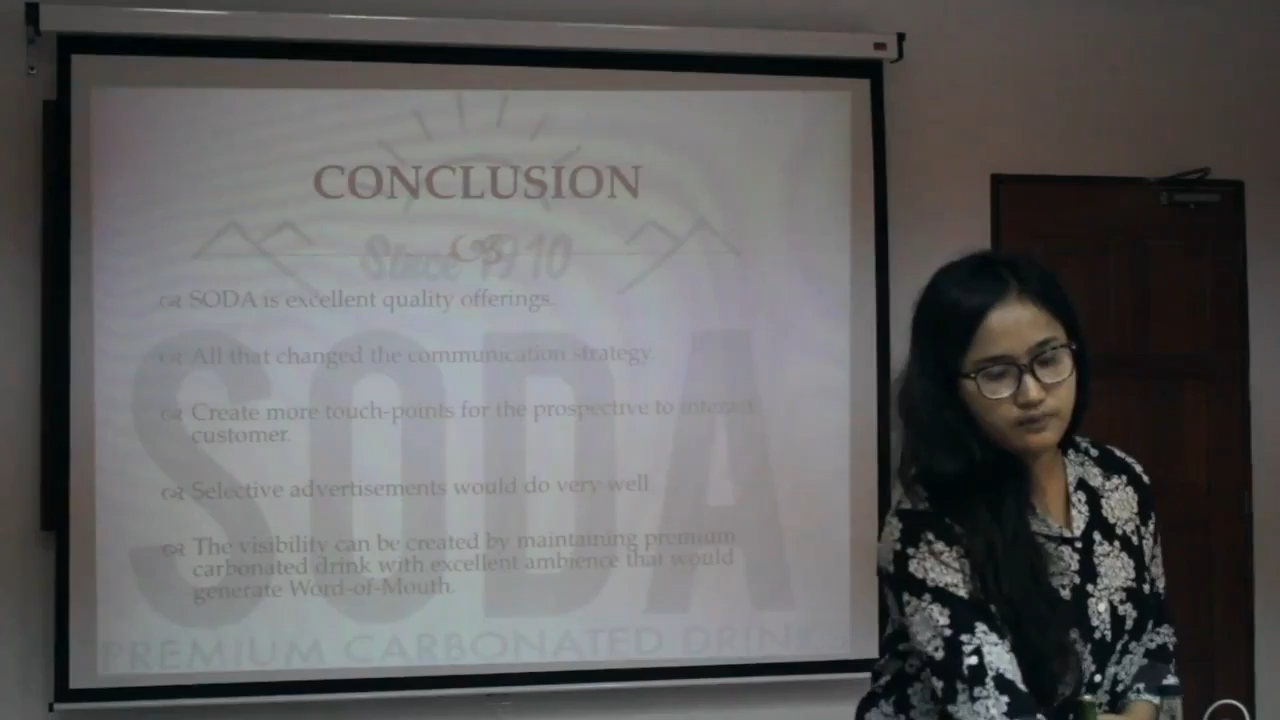 CONCLUSION
Since 1910
SODA is excellent quality offerings.
All that changed the communication strategy.
Create more touch-points for the prospective to interact
customer.
Selective advertisements would do very well
The visibility can be created by maintaining premium
carbonated drink with excellent ambience that would
generate Word-of-Mouth.
SODA
PREMIUM CARBONATED DRINK